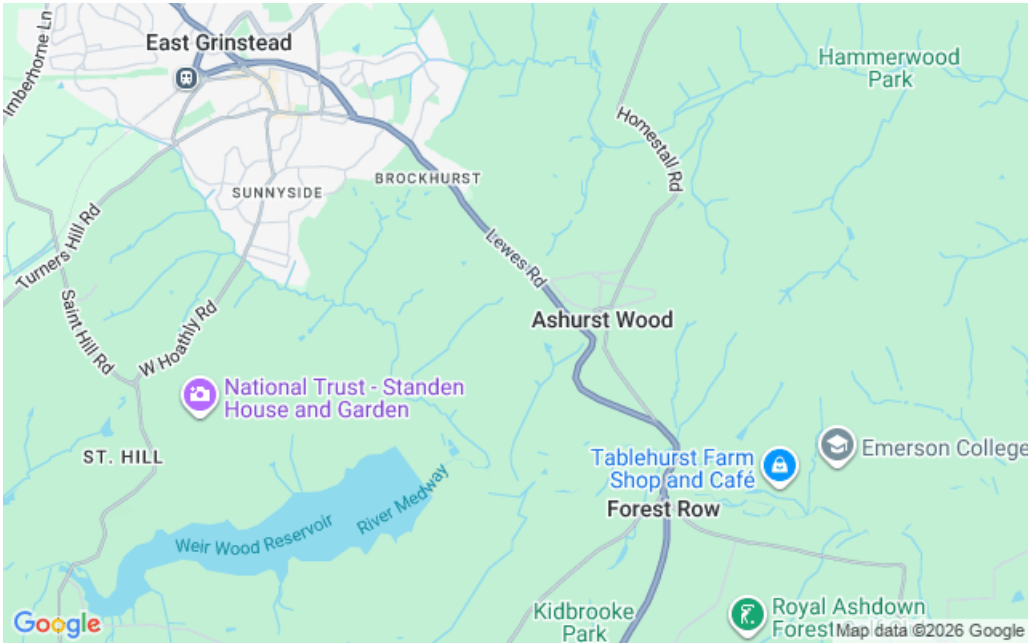 Imberhorne Ln
East Grinstead
Hammerwood
Park
Homestall Rd
BROCKHURST
SUNNYSIDE
Turners Hill Rd
Lewes Rd
Saint Hill Rd
W Hoathly Rd
Ashurst Wood
National Trust - Standen
House and Garden
ST. HILL
Tablehurst Farm
Shop and Café
Emerson College
River Medway
Forest Row
Weir Wood Reservoir
Kidbrooke
Park
Royal Ashdown
Forest
Google
Map data ©2026 Google